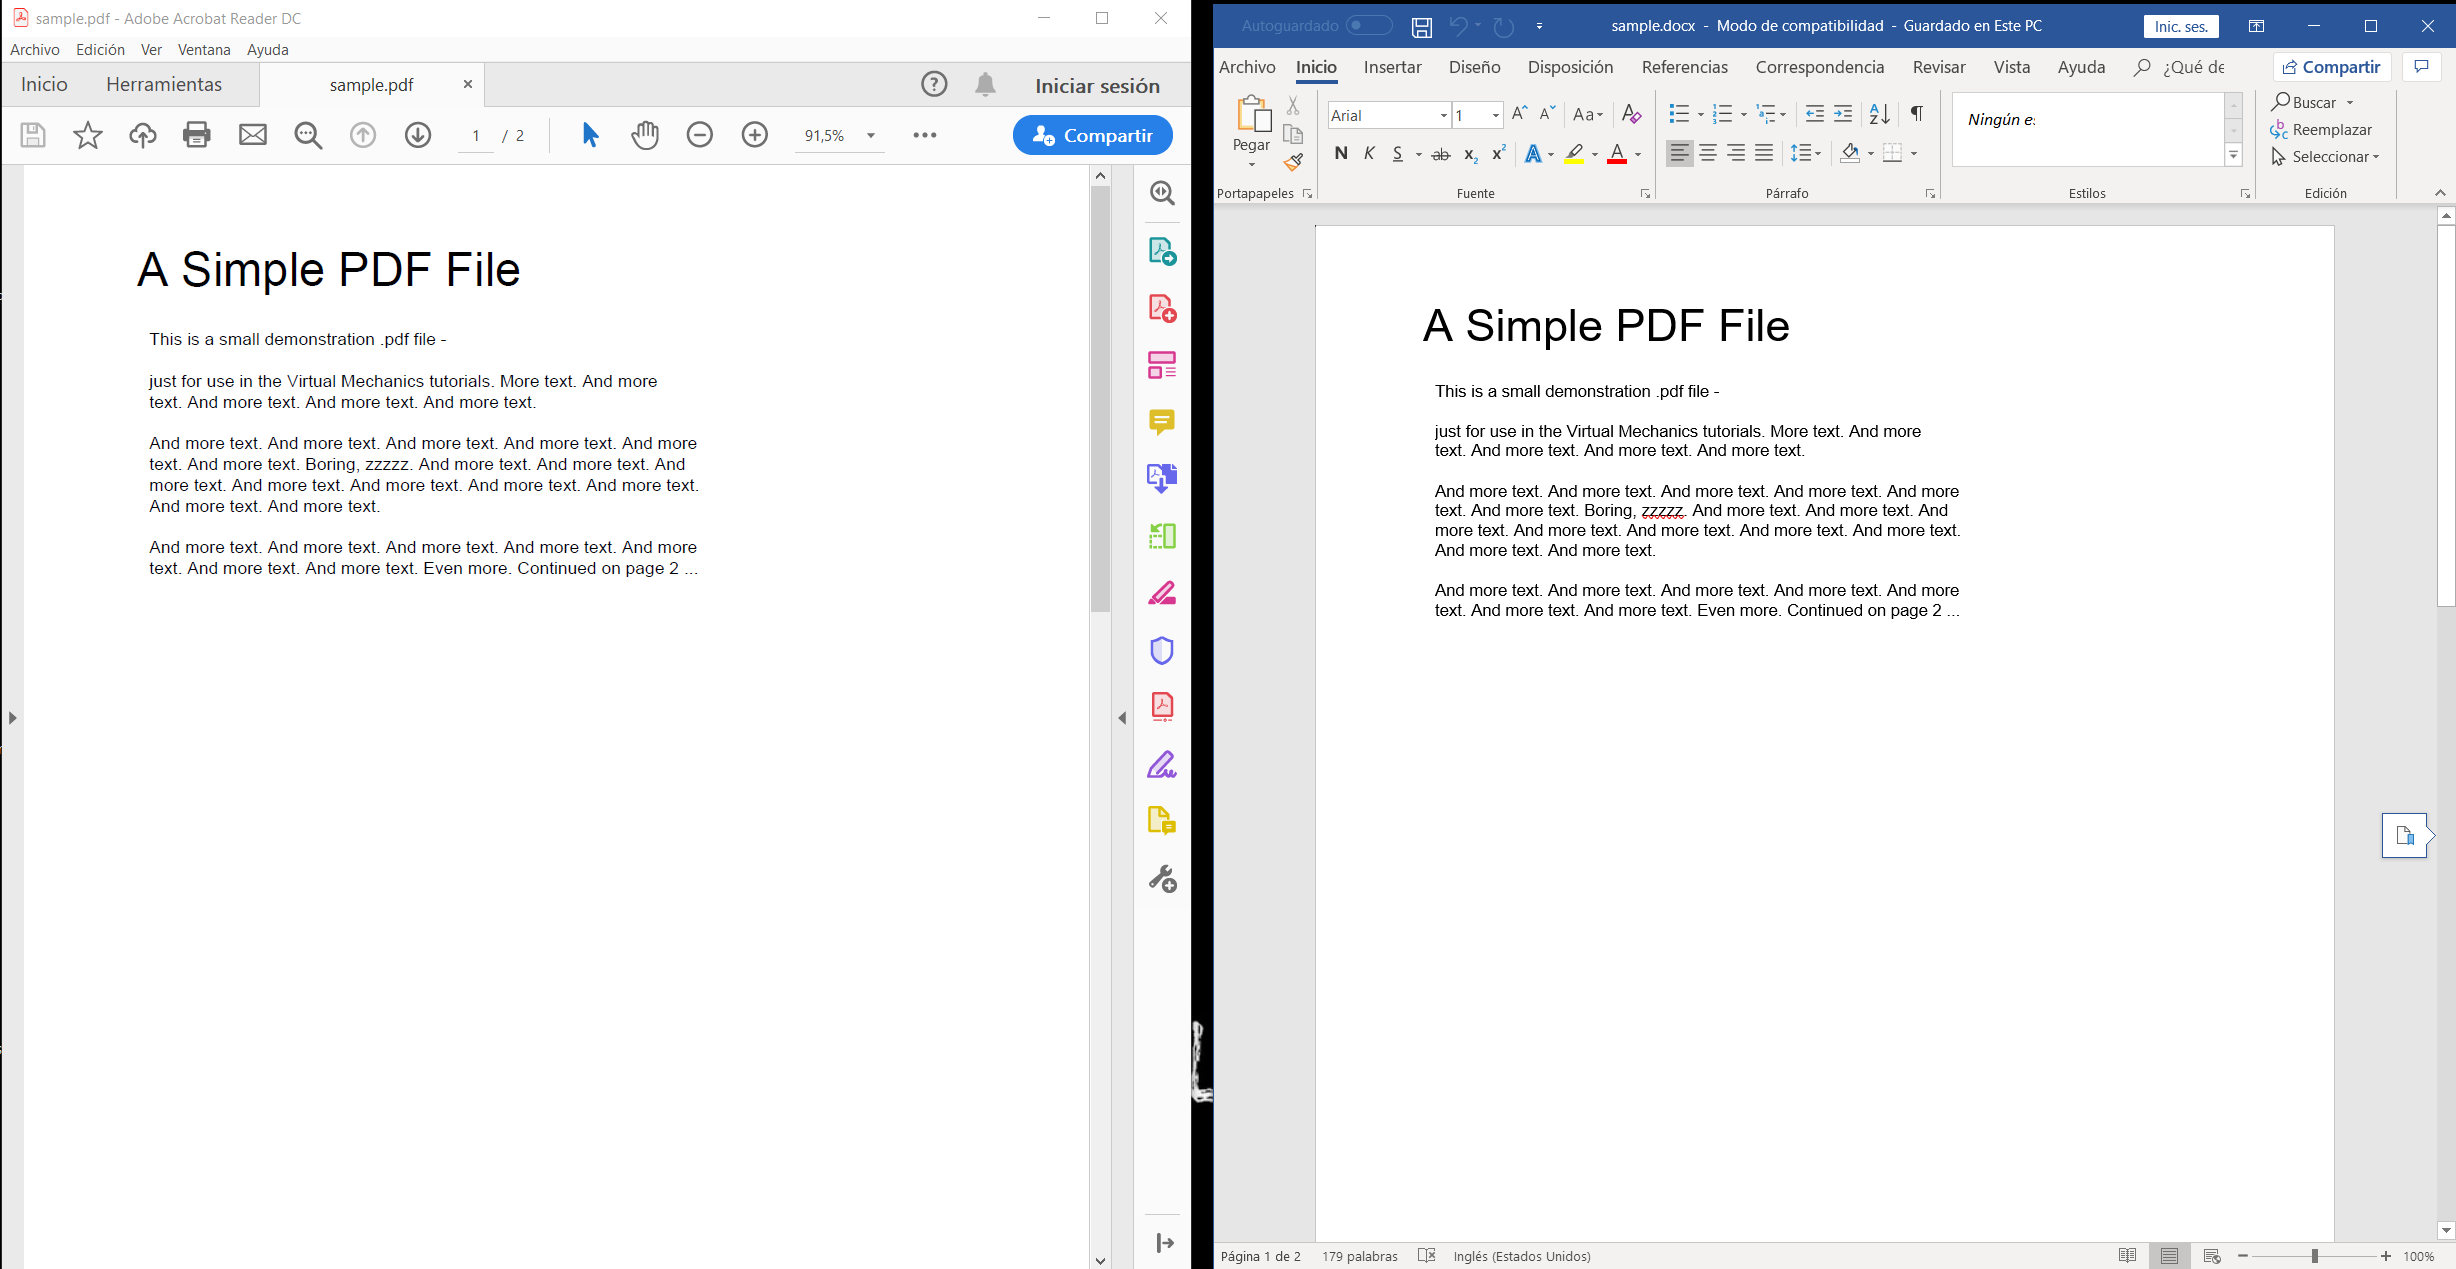 sample.pdf - Adobe Acrobat Reader DC
Archivo Edición Ver Ventana Ayuda
Inicio Herramientas sample.pdf × ? Iniciar sesión
1 / 2 91,5% Compartir
A Simple PDF File
This is a small demonstration .pdf file -
just for use in the Virtual Mechanics tutorials. More text. And more
text. And more text. And more text. And more text.
And more text. And more text. And more text. And more text. And more
text. And more text. Boring, zzzzz. And more text. And more text. And
more text. And more text. And more text. And more text. And more text.
And more text. And more text.
And more text. And more text. And more text. And more text. And more
text. And more text. And more text. Even more. Continued on page 2 ...
Autoguardado sample.docx - Modo de compatibilidad - Guardado en Este PC Inic. ses.
Archivo Inicio Insertar Diseño Disposición Referencias Correspondencia Revisar Vista Ayuda ¿Qué de Compartir
Pegar
Portapapeles
Arial 1 A A Aa A
N K S ab x2 x2 A A
Fuente
Párrafo
Ningún es
Estilos
Buscar
Reemplazar
Seleccionar
Edición
A Simple PDF File
This is a small demonstration .pdf file -
just for use in the Virtual Mechanics tutorials. More text. And more
text. And more text. And more text. And more text.
And more text. And more text. And more text. And more text. And more
text. And more text. Boring, zzzzz. And more text. And more text. And
more text. And more text. And more text. And more text. And more text.
And more text. And more text.
And more text. And more text. And more text. And more text. And more
text. And more text. And more text. Even more. Continued on page 2 ...
Página 1 de 2 179 palabras Inglés (Estados Unidos) 100%